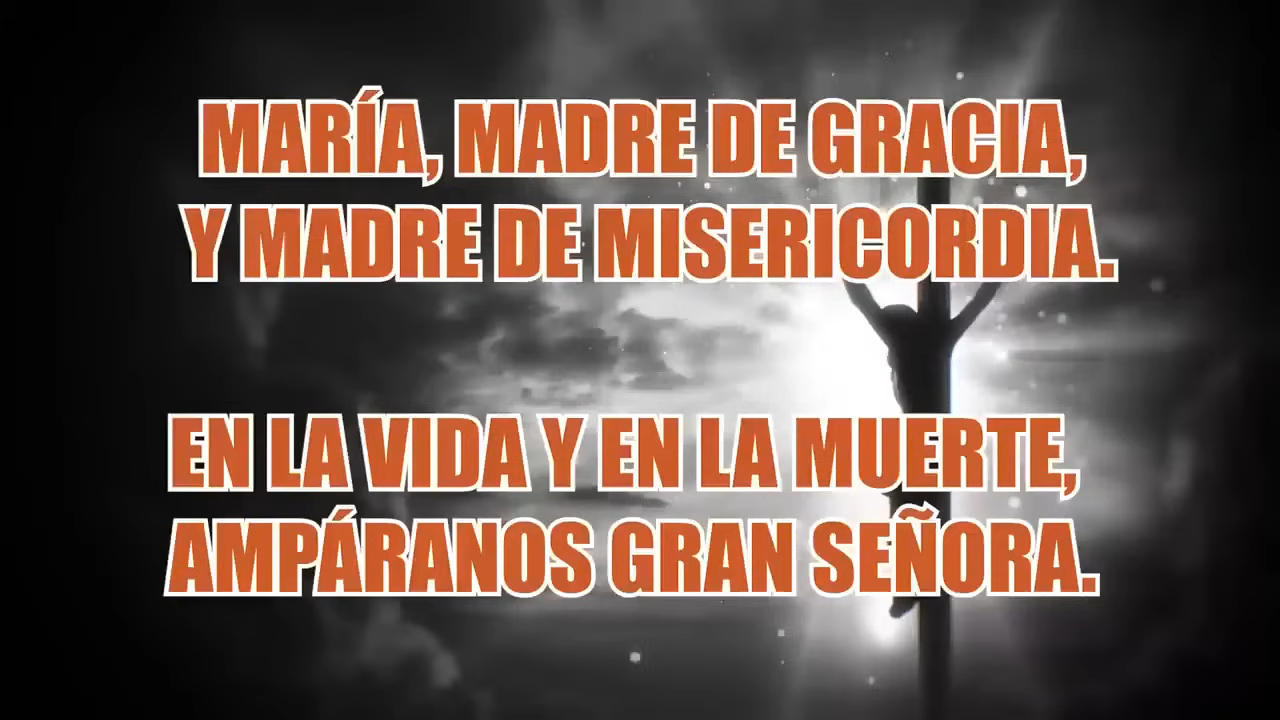 MARÍA, MADRE DE GRACIA,
Y MADRE DE MISERICORDIA.
EN LA VIDA Y EN LA MUERTE,
AMPÁRANOS GRAN SEÑORA.